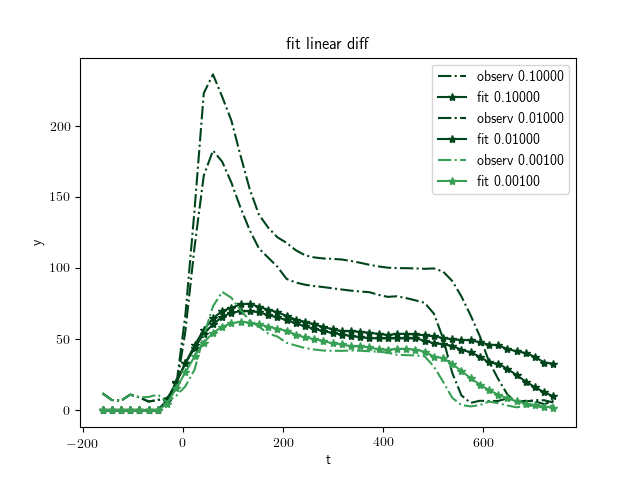 fit linear diff
observ 0.10000
fit 0.10000
observ 0.01000
fit 0.01000
observ 0.00100
fit 0.00100
y
200
150
100
50
0
−200
0
200
400
600
t